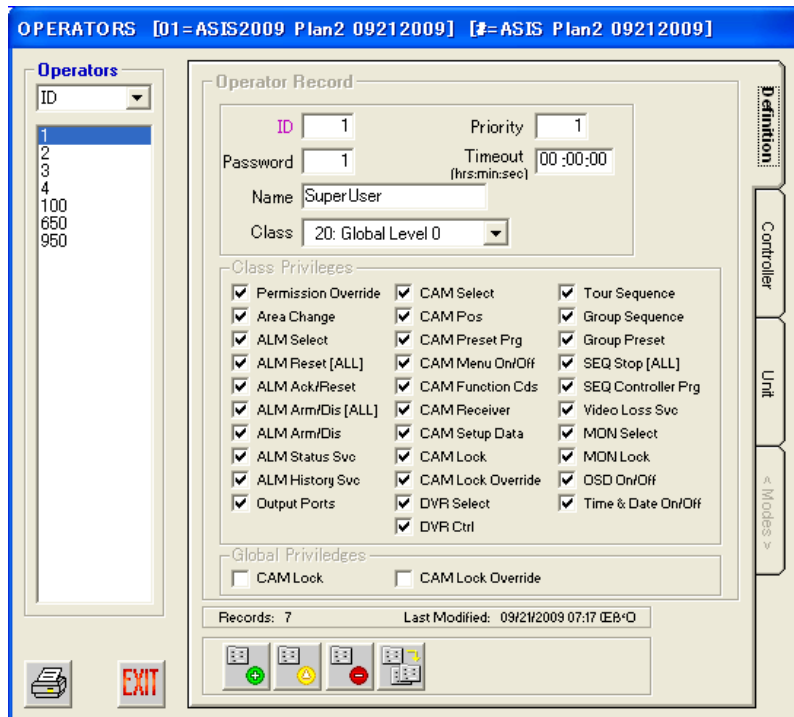 OPERATORS [01=ASIS2009 Plan2 09212009] [#=ASIS Plan2 09212009]
Operators
ID
1
2
3
4
100
650
950
Operator Record
ID 1 Priority 1
Password 1 Timeout 00:00:00
(hrs:min:sec)
Name SuperUser
Class 20: Global Level 0
Class Privileges
Permission Override CAM Select Tour Sequence
Area Change CAM Pos Group Sequence
ALM Select CAM Preset Prg Group Preset
ALM Reset [ALL] CAM Menu On/Off SEQ Stop [ALL]
ALM Ack/Reset CAM Function Cds SEQ Controller Prg
ALM Arm/Dis [ALL] CAM Receiver Video Loss Svc
ALM Arm/Dis CAM Setup Data MON Select
ALM Status Svc CAM Lock MON Lock
ALM History Svc CAM Lock Override OSD On/Off
Output Ports DVR Select Time & Date On/Off
DVR Ctrl
Global Priviledges
CAM Lock CAM Lock Override
Records: 7 Last Modified: 09/21/2009 07:17
EXIT
Definition
Controller
Unit
< Modes >